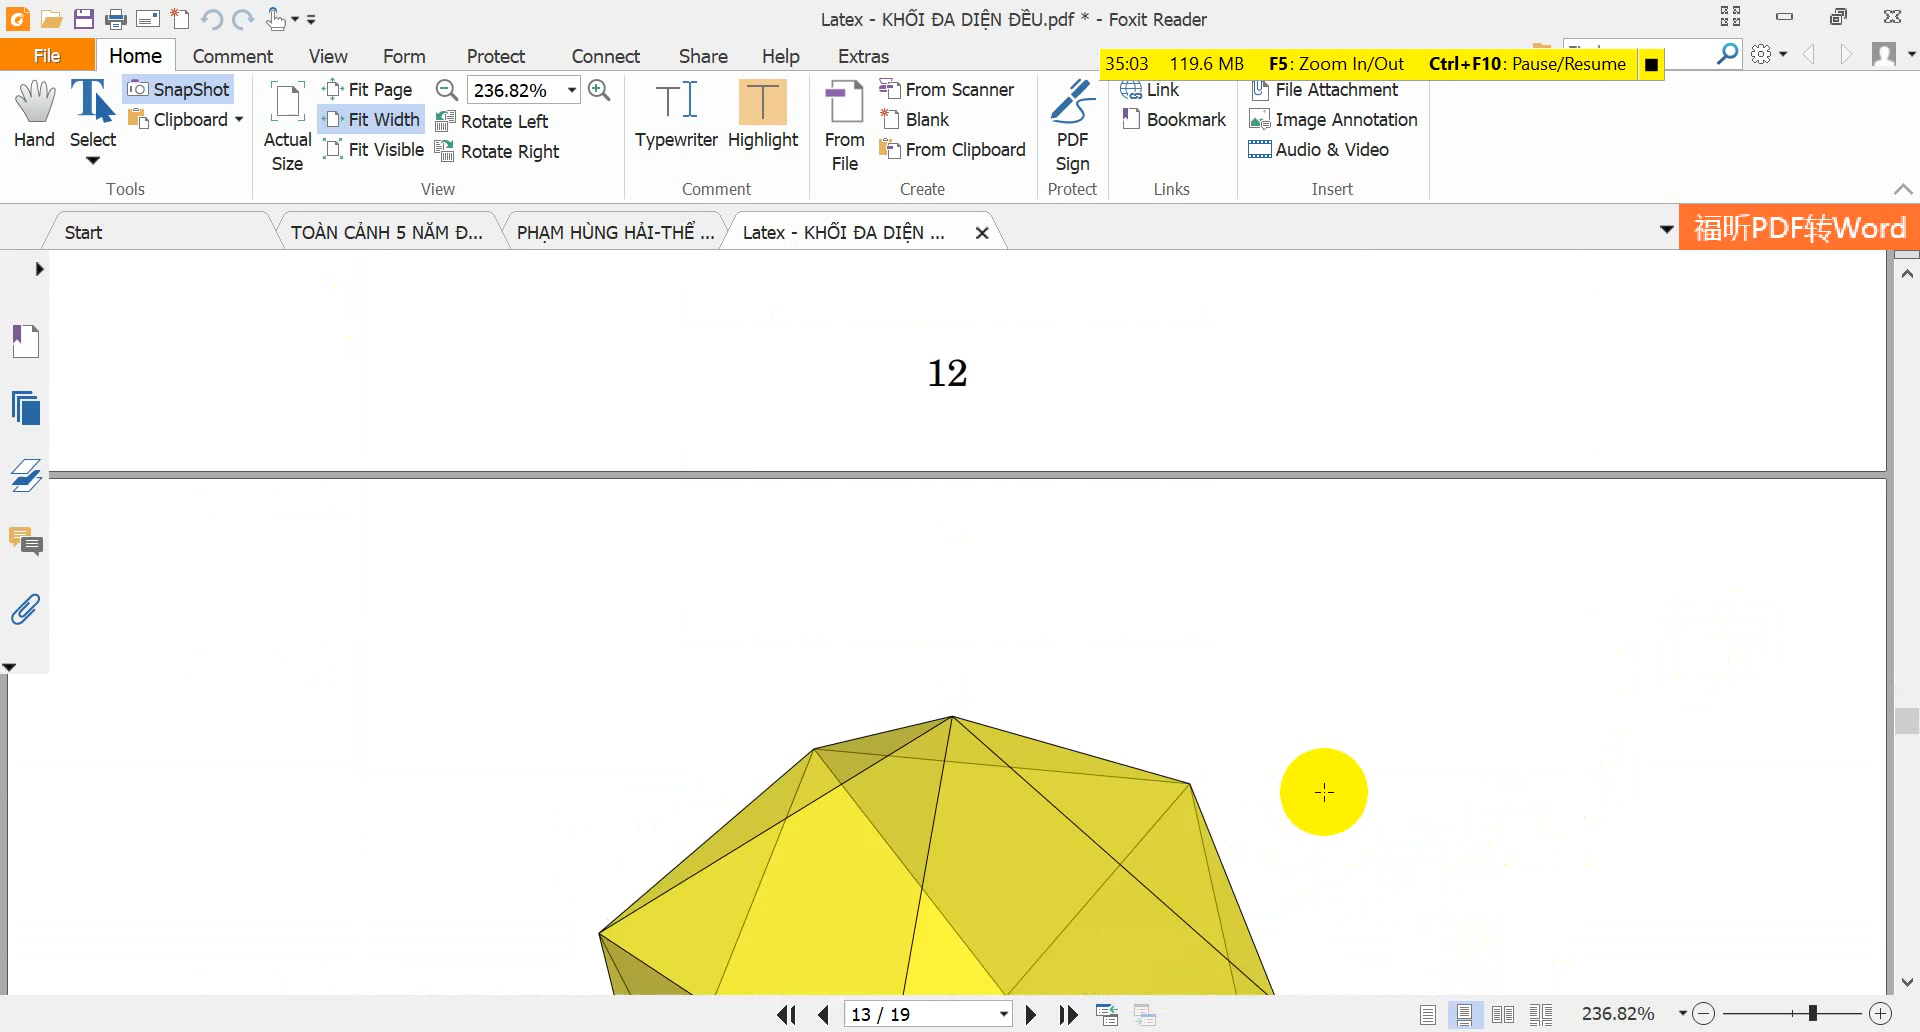 Latex - KHỐI ĐA DIỆN ĐỀU.pdf * - Foxit Reader
File Home Comment View Form Protect Connect Share Help Extras
35:03 119.6 MB F5: Zoom In/Out Ctrl+F10: Pause/Resume
SnapShot Fit Page 236.82% From Scanner Link File Attachment
Clipboard Fit Width Rotate Left Blank Bookmark Image Annotation
Hand Select Actual Size Fit Visible Rotate Right Typewriter Highlight From File From Clipboard PDF Sign Audio & Video
Tools View Comment Create Protect Links Insert
Start TOÀN CẢNH 5 NĂM Đ... PHẠM HÙNG HẢI-THỂ ... Latex - KHỐI ĐA DIỆN ... 福昕PDF转Word
12
13 / 19 236.82%